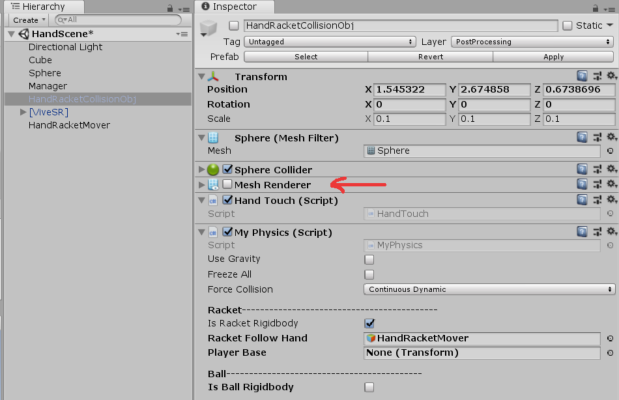 Hierarchy
Create
All
HandScene*
Directional Light
Cube
Sphere
Manager
HandRacketCollisionObj
[ViveSR]
HandRacketMover
Inspector
HandRacketCollisionObj Static
Tag Untagged Layer PostProcessing
Prefab Select Revert Apply
Transform
Position X 1.545322 Y 2.674858 Z 0.6738696
Rotation X 0 Y 0 Z 0
Scale X 0.1 Y 0.1 Z 0.1
Sphere (Mesh Filter)
Mesh Sphere
Sphere Collider
Mesh Renderer
Hand Touch (Script)
Script HandTouch
My Physics (Script)
Script MyPhysics
Use Gravity
Freeze All
Force Collision Continuous Dynamic
Racket-------------------------------------------
Is Racket Rigidbody
Racket Follow Hand HandRacketMover
Player Base None (Transform)
Ball-------------------------------------------
Is Ball Rigidbody